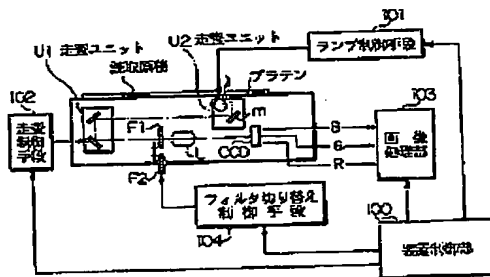 101
U1 走査ユニット
U2 走査ユニット
ランプ制御手段
読取原稿
プラテン
102
103
走査制御手段
F1
m
L
CCD
B
G
R
画像処理部
F2
フィルタ切り替え制御手段
104
100
装置制御部